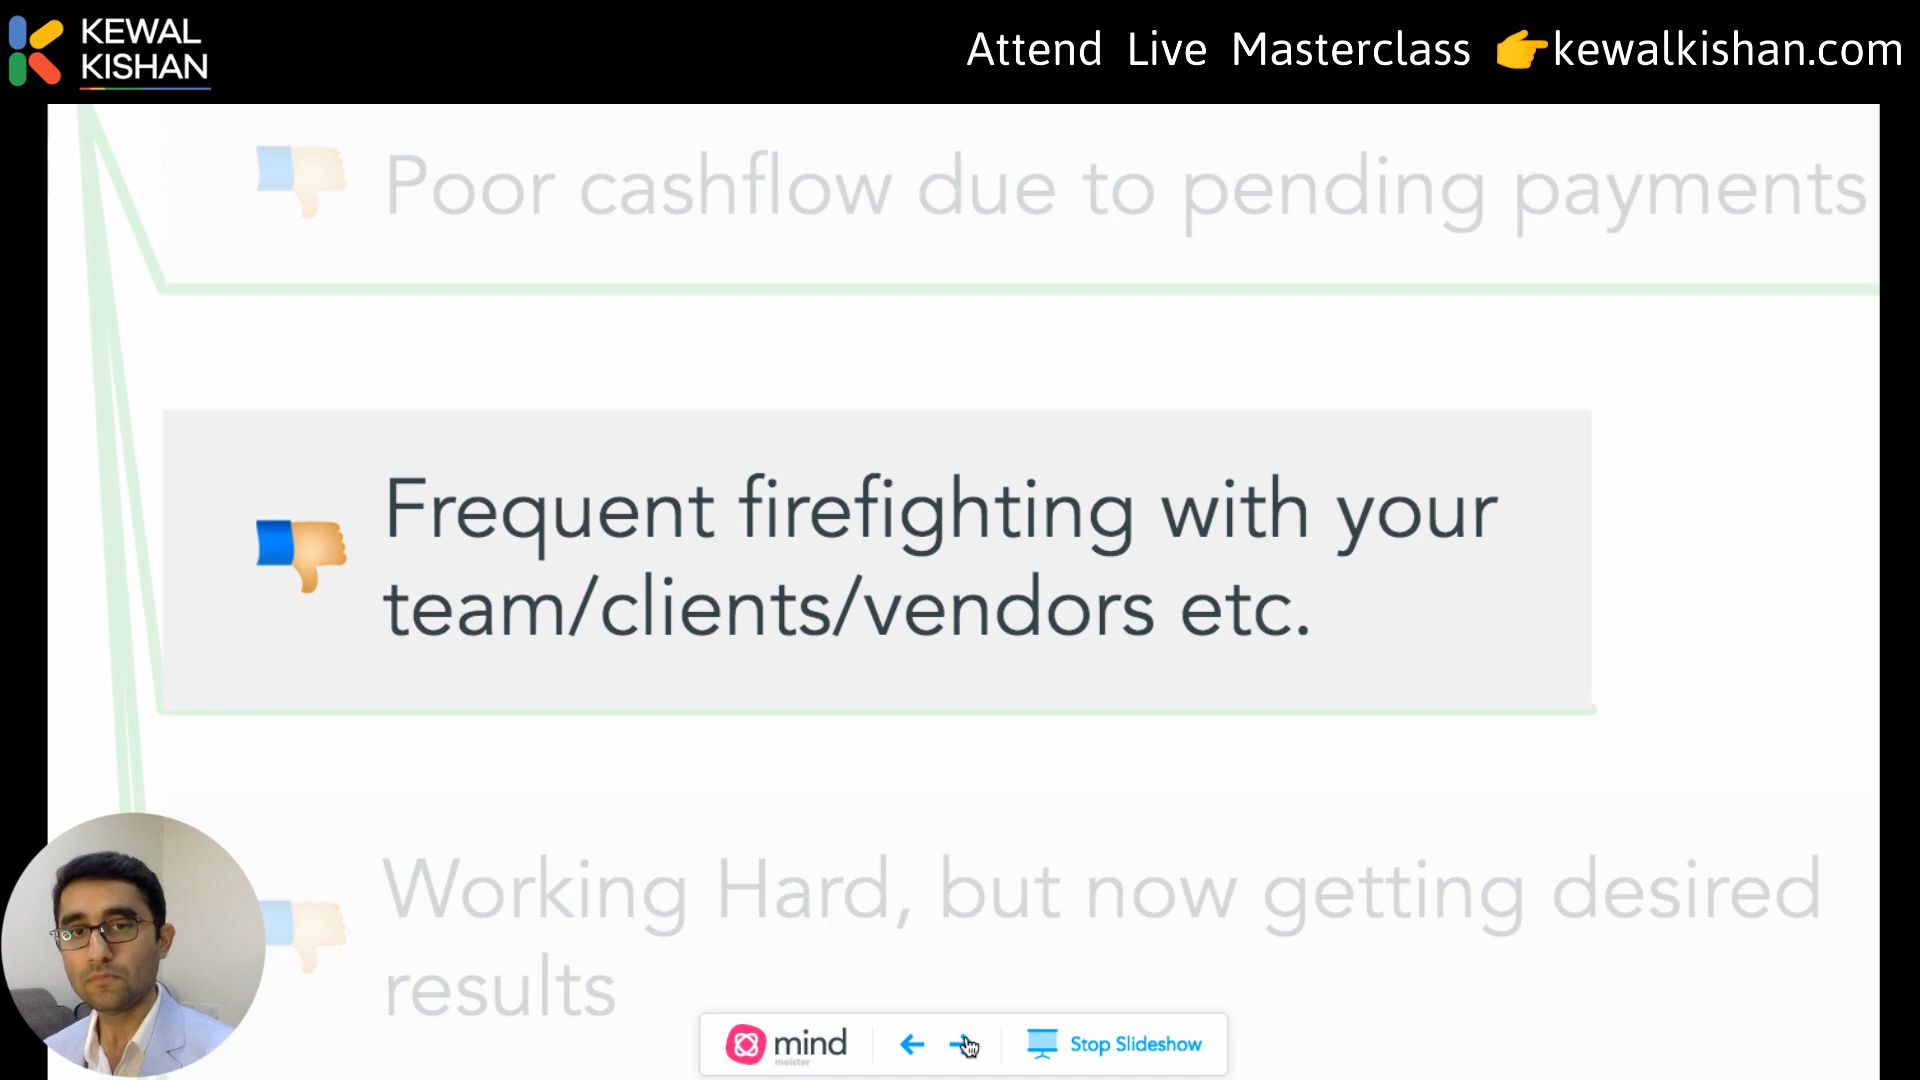 KEWAL
KISHAN
Attend Live Masterclass 👉kewalkishan.com
Poor cashflow due to pending payments
Frequent firefighting with your
team/clients/vendors etc.
Working Hard, but now getting desired
results
mind
meister
Stop Slideshow